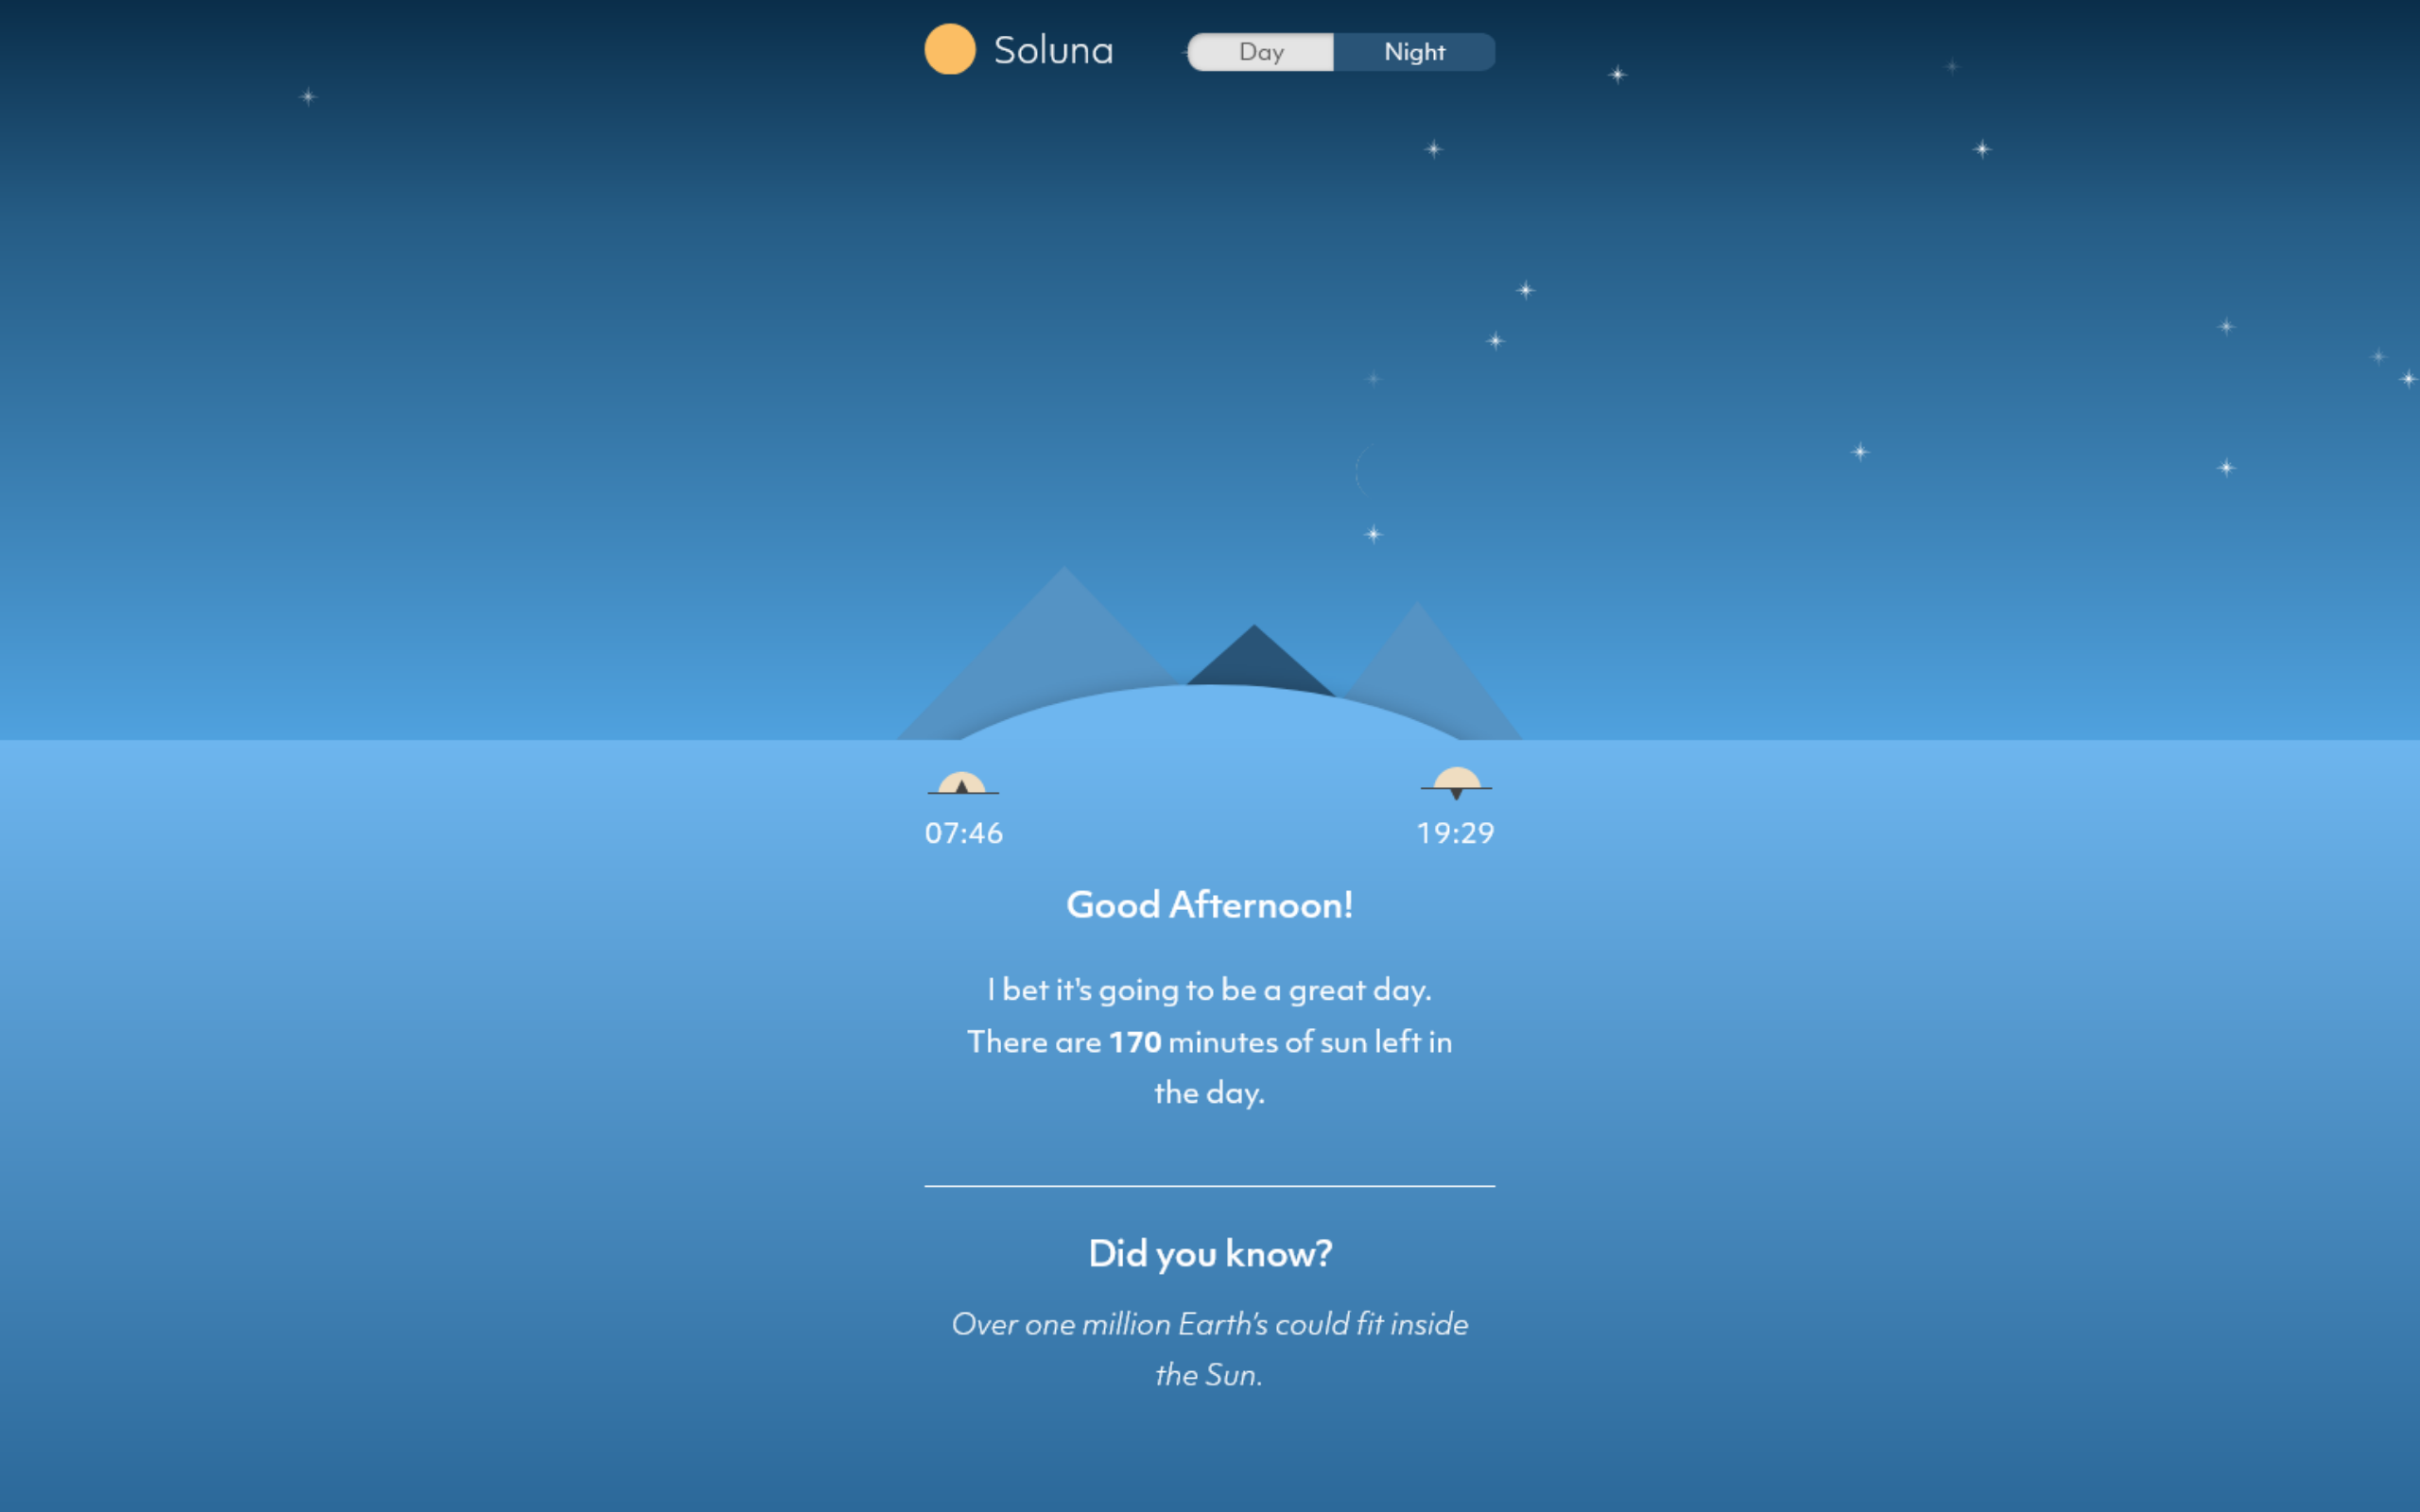 Soluna
Day
Night
07:46
19:29
Good Afternoon!
I bet it's going to be a great day.
There are 170 minutes of sun left in
the day.
Did you know?
Over one million Earth's could fit inside
the Sun.